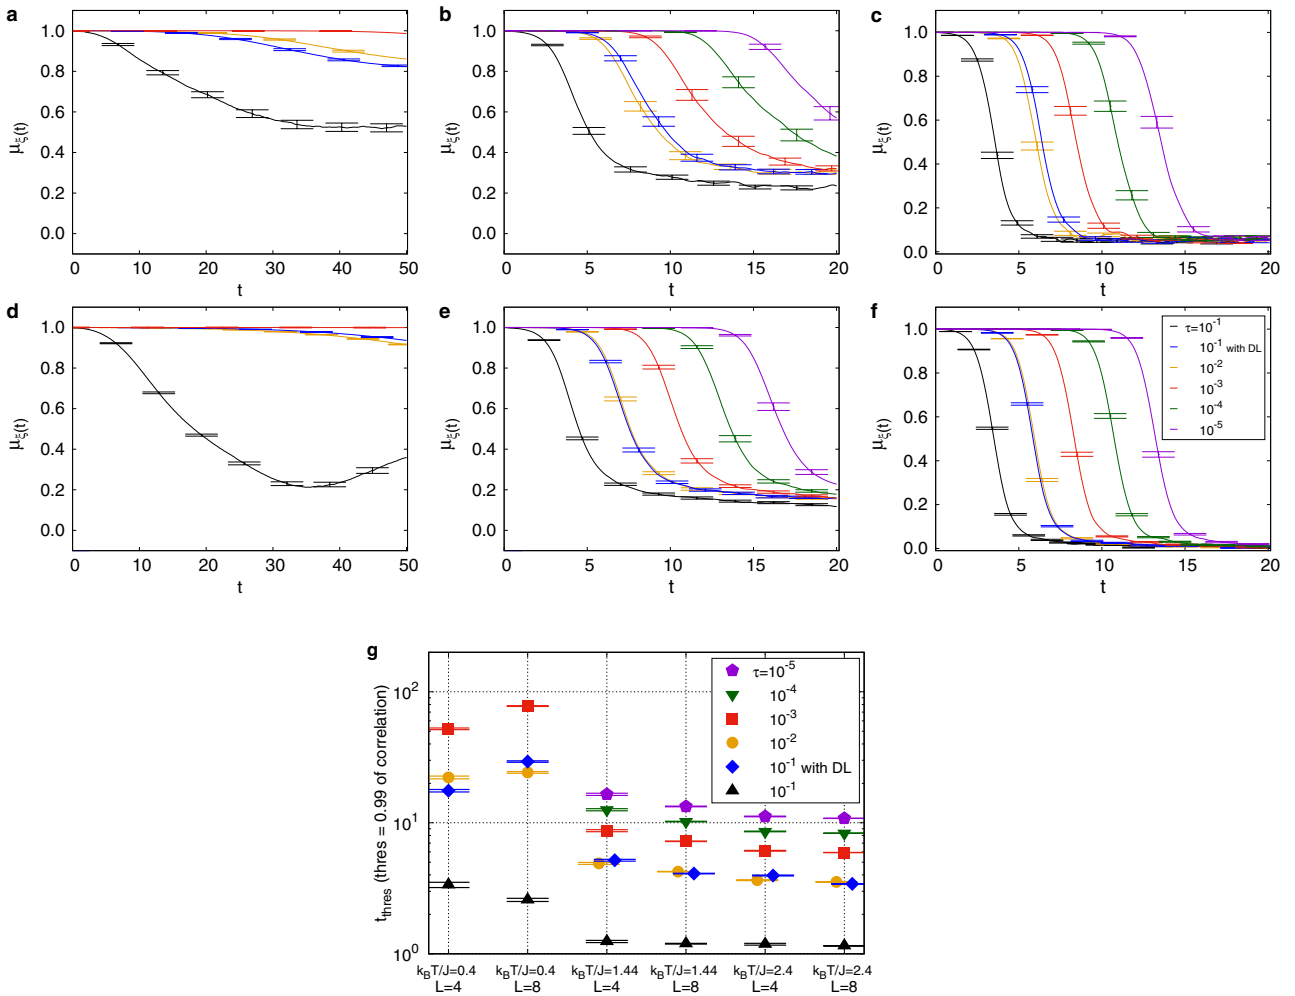 a
1.0
0.8
0.6
0.4
0.2
0.0
μξ(t)
0 10 20 30 40 50
t
b
1.0
0.8
0.6
0.4
0.2
0.0
μξ(t)
0 5 10 15 20
t
c
1.0
0.8
0.6
0.4
0.2
0.0
μξ(t)
0 5 10 15 20
t
d
1.0
0.8
0.6
0.4
0.2
0.0
μξ(t)
0 10 20 30 40 50
t
e
1.0
0.8
0.6
0.4
0.2
0.0
μξ(t)
0 5 10 15 20
t
f
1.0
0.8
0.6
0.4
0.2
0.0
μξ(t)
0 5 10 15 20
t
τ=10⁻¹
10⁻¹ with DL
10⁻²
10⁻³
10⁻⁴
10⁻⁵
g
t_thres (thres = 0.99 of correlation)
10²
10¹
10⁰
τ=10⁻⁵
10⁻⁴
10⁻³
10⁻²
10⁻¹ with DL
10⁻¹
k_BT/J=0.4 k_BT/J=0.4 k_BT/J=1.44 k_BT/J=1.44 k_BT/J=2.4 k_BT/J=2.4
L=4 L=8 L=4 L=8 L=4 L=8